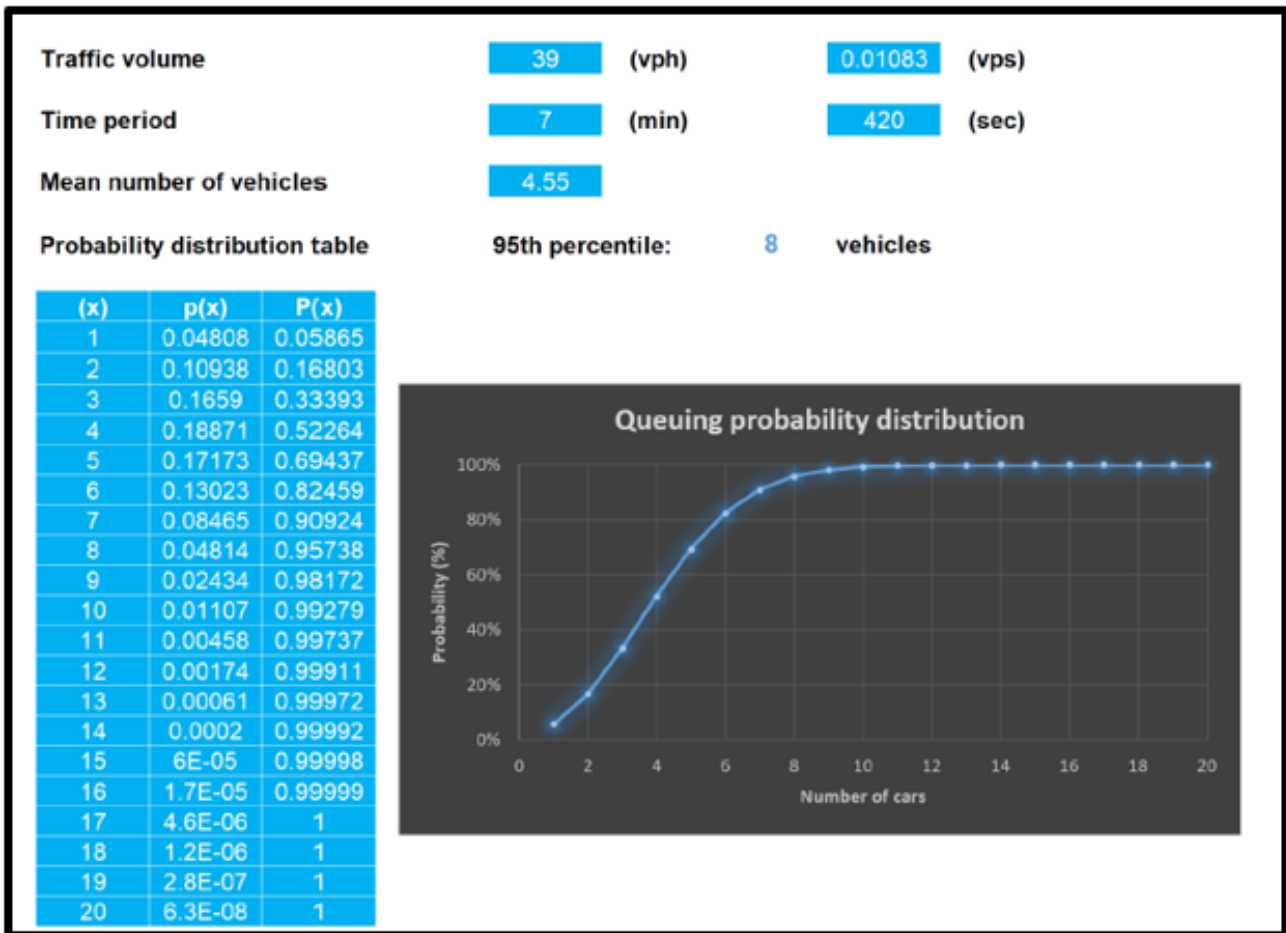 Traffic volume 39 (vph) 0.01083 (vps)
Time period 7 (min) 420 (sec)
Mean number of vehicles 4.55
Probability distribution table 95th percentile: 8 vehicles
(x) p(x) P(x)
1 0.04808 0.05865
2 0.10938 0.16803
3 0.1659 0.33393
4 0.18871 0.52264
5 0.17173 0.69437
6 0.13023 0.82459
7 0.08465 0.90924
8 0.04814 0.95738
9 0.02434 0.98172
10 0.01107 0.99279
11 0.00458 0.99737
12 0.00174 0.99911
13 0.00061 0.99972
14 0.0002 0.99992
15 6E-05 0.99998
16 1.7E-05 0.99999
17 4.6E-06 1
18 1.2E-06 1
19 2.8E-07 1
20 6.3E-08 1
Queuing probability distribution
Probability (%)
100%
80%
60%
40%
20%
0%
0 2 4 6 8 10 12 14 16 18 20
Number of cars